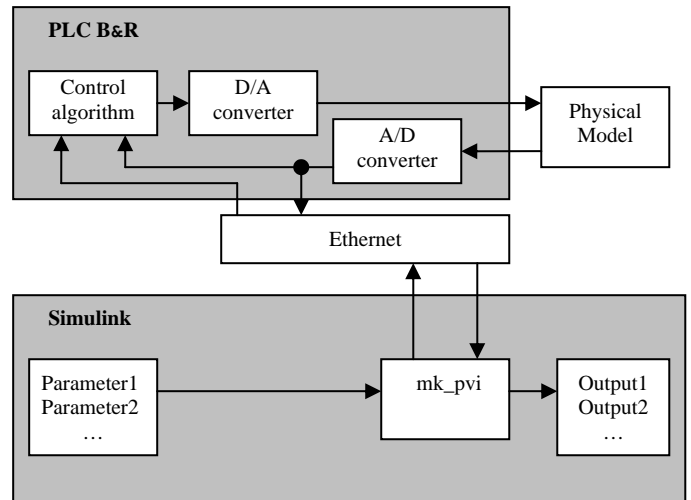 PLC B&R
Control
algorithm
D/A
converter
A/D
converter
Physical
Model
Ethernet
Simulink
Parameter1
Parameter2
…
mk_pvi
Output1
Output2
…